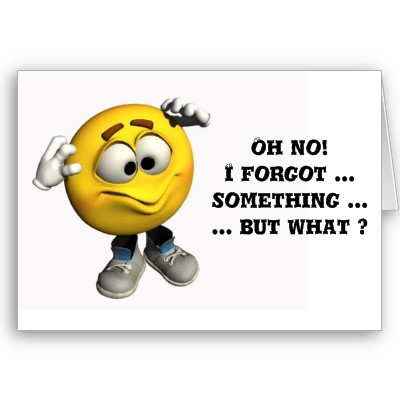 OH NO!
I FORGOT ...
SOMETHING ...
... BUT WHAT ?